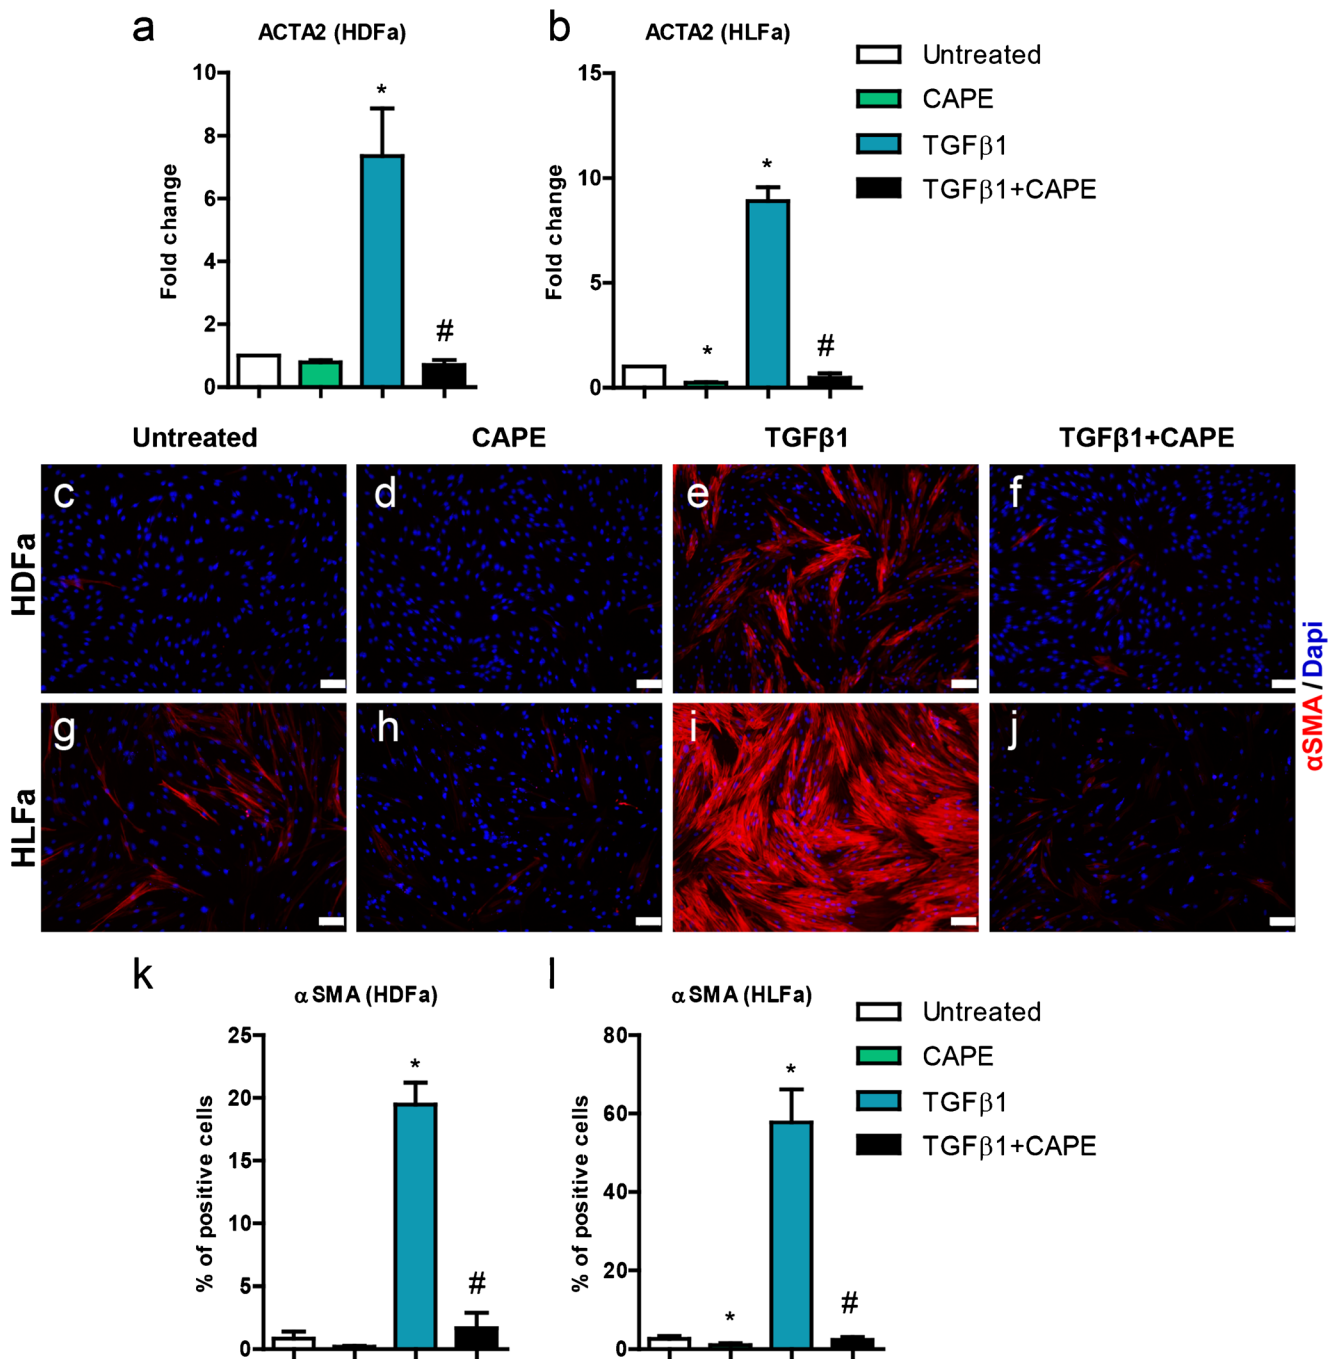 a
ACTA2 (HDFa)
b
ACTA2 (HLFa)
Fold change
10
8
6
4
2
0
*
#
Fold change
15
10
5
0
*
*
#
Untreated
CAPE
TGFβ1
TGFβ1+CAPE
Untreated
CAPE
TGFβ1
TGFβ1+CAPE
HDFa
c
d
e
f
HLFa
g
h
i
j
αSMA / Dapi
k
αSMA (HDFa)
l
αSMA (HLFa)
% of positive cells
25
20
15
10
5
0
*
#
% of positive cells
80
60
40
20
0
*
*
#
Untreated
CAPE
TGFβ1
TGFβ1+CAPE